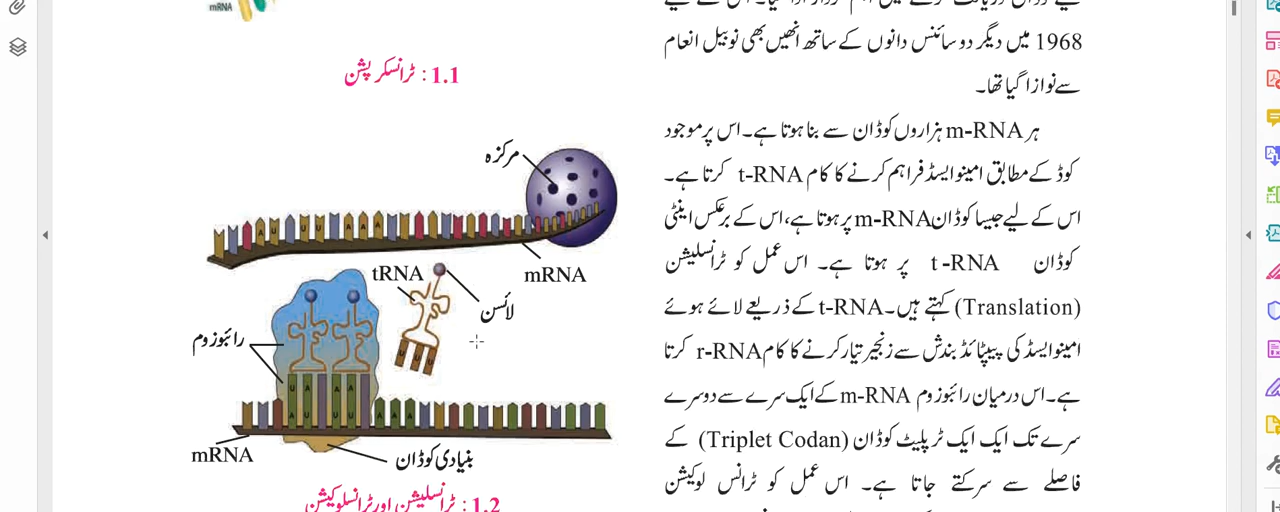 1968 میں دیگر دو سائنس دانوں کے ساتھ انھیں بھی نوبیل انعام
سے نوازا گیا تھا۔
ہر m-RNA ہزاروں کوڈان سے بنا ہوتا ہے۔ اس پر موجود
کوڈ کے مطابق امینو ایسڈ فراہم کرنے کا کام t-RNA کرتا ہے۔
اس کے لیے جیسا کوڈان m-RNA پر ہوتا ہے، اس کے برعکس اینٹی
کوڈان t-RNA پر ہوتا ہے۔ اس عمل کو ٹرانسلیشن
(Translation) کہتے ہیں۔ t-RNA کے ذریعے لائے ہوئے
امینو ایسڈ کی پیپٹائڈ بندش سے زنجیر تیار کرنے کا کام r-RNA کرتا
ہے۔ اس درمیان رائبوزوم m-RNA کے ایک سرے سے دوسرے
سرے تک ایک ایک ٹرپلیٹ کوڈان (Triplet Codan) کے
فاصلے سے سرکتے جاتا ہے۔ اس عمل کو ٹرانس لوکیشن
mRNA
1.1 : ٹرانسکرپشن
مرکزہ
mRNA
tRNA
لائسن
رائبوزوم
mRNA
بنیادی کوڈان
1.2 : ٹرانسلیشن اور ٹرانسلوکیشن